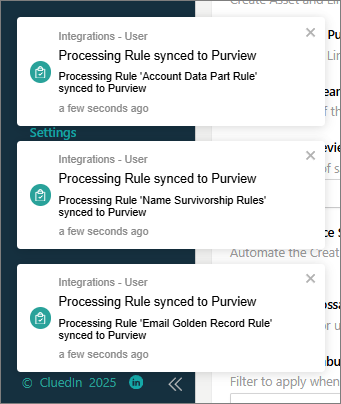 Create Asset and Lin
Integrations - User
Processing Rule synced to Purview
Processing Rule 'Account Data Part Rule'
synced to Purview
a few seconds ago
Settings
Integrations - User
Processing Rule synced to Purview
Processing Rule 'Name Survivorship Rules'
synced to Purview
a few seconds ago
Automate the Creat
Integrations - User
Processing Rule synced to Purview
Processing Rule 'Email Golden Record Rule'
synced to Purview
a few seconds ago
© CluedIn 2025
Filter to apply when